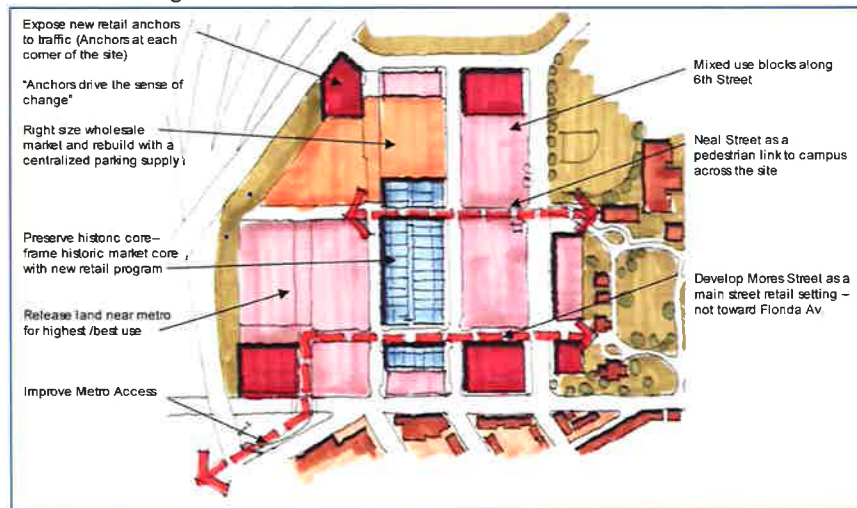 Expose new retail anchors
to traffic (Anchors at each
corner of the site)
"Anchors drive the sense of
change"
Right size wholesale
market and rebuild with a
centralized parking supply
Preserve historic core–
frame historic market core
with new retail program
Release land near metro
for highest /best use
Improve Metro Access
Mixed use blocks along
6th Street
Neal Street as a
pedestrian link to campus
across the site
Develop Mores Street as a
main street retail setting –
not toward Florida Av.